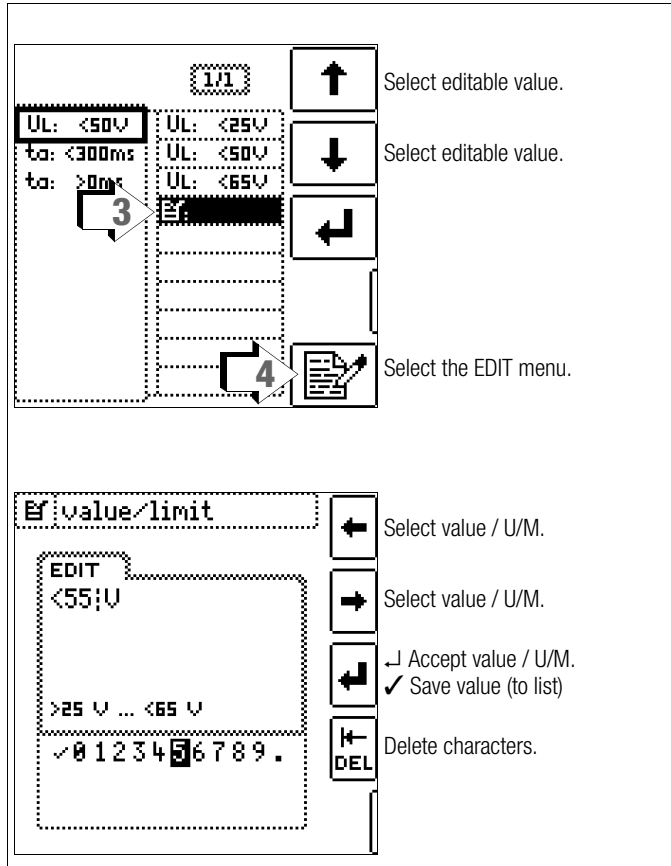 1/1
Select editable value.
UL: <50V
UL: <25V
ta: <300ms
UL: <50V
Select editable value.
ta: >0ms
UL: <65V
3
4
Select the EDIT menu.
value/limit
Select value / U/M.
EDIT
<55¦V
Select value / U/M.
↵ Accept value / U/M.
✓ Save value (to list)
>25 V ... <65 V
✓0123456789.
DEL
Delete characters.